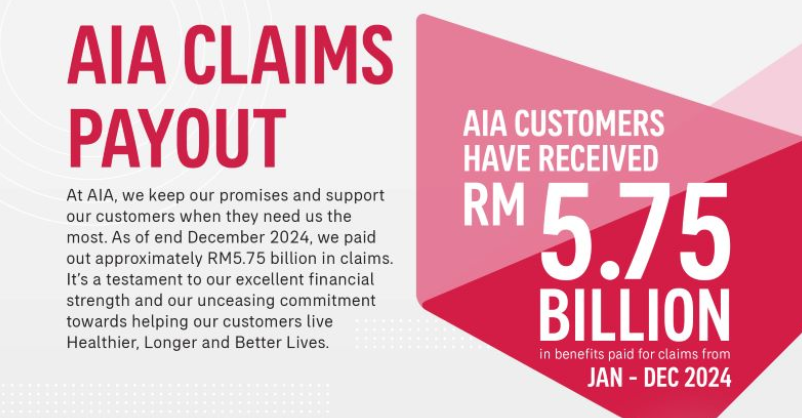 AIA CLAIMS
PAYOUT
At AIA, we keep our promises and support
our customers when they need us the
most. As of end December 2024, we paid
out approximately RM5.75 billion in claims.
It's a testament to our excellent financial
strength and our unceasing commitment
towards helping our customers live
Healthier, Longer and Better Lives.
AIA CUSTOMERS
HAVE RECEIVED
RM 5.75
BILLION
in benefits paid for claims from
JAN - DEC 2024